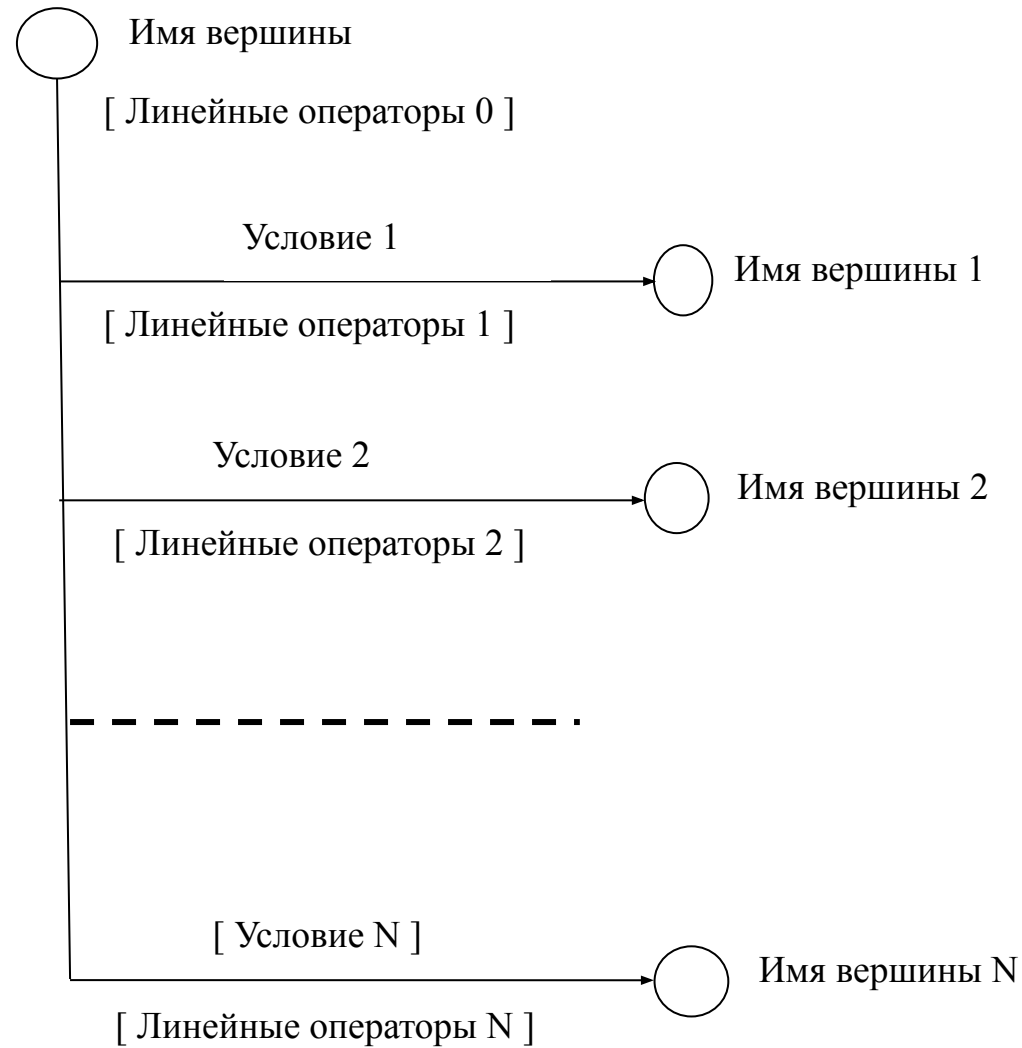 Имя вершины
[ Линейные операторы 0 ]
Условие 1
Имя вершины 1
[ Линейные операторы 1 ]
Условие 2
Имя вершины 2
[ Линейные операторы 2 ]
[ Условие N ]
Имя вершины N
[ Линейные операторы N ]